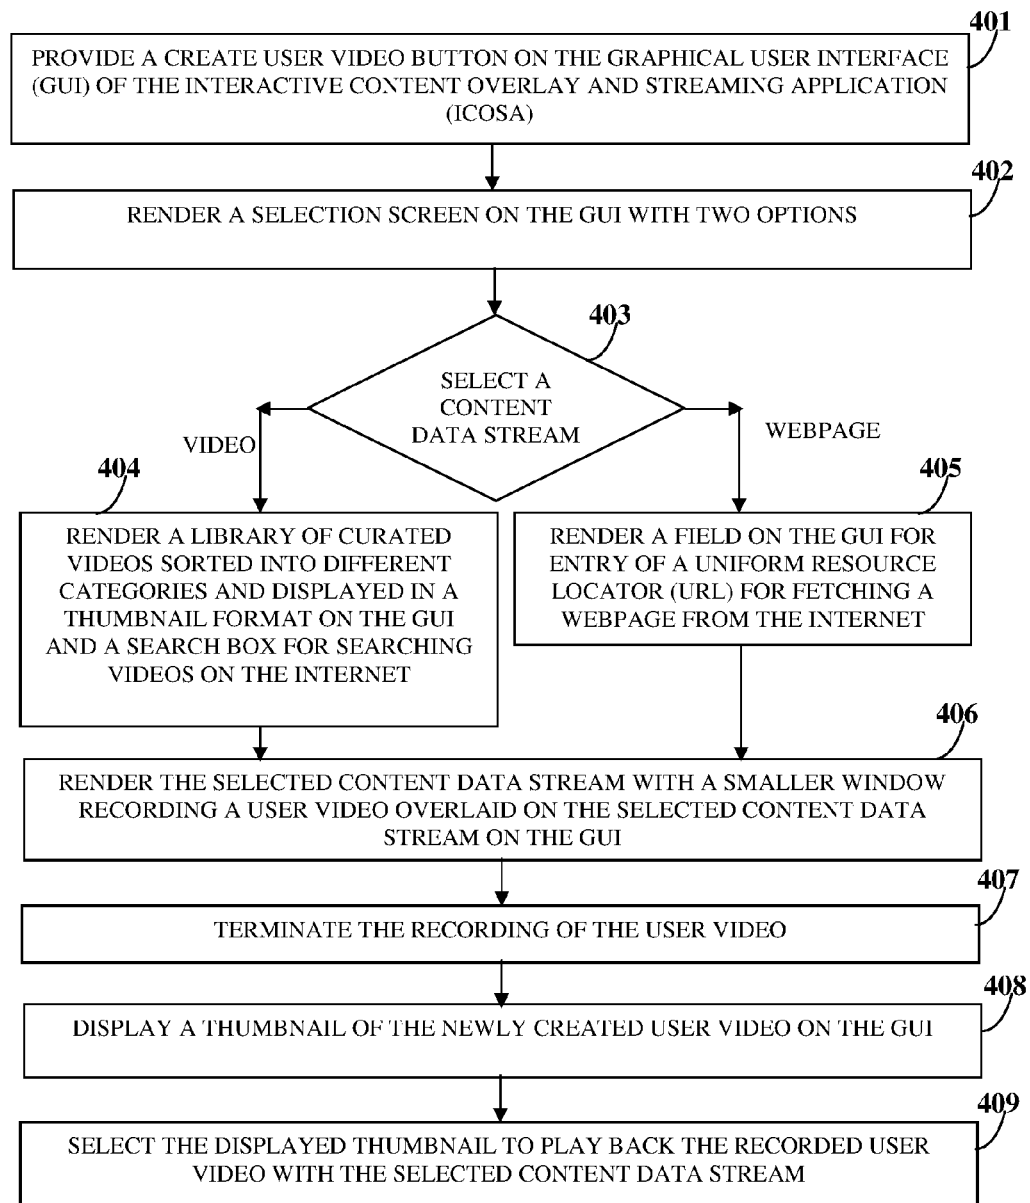 401
PROVIDE A CREATE USER VIDEO BUTTON ON THE GRAPHICAL USER INTERFACE
(GUI) OF THE INTERACTIVE CONTENT OVERLAY AND STREAMING APPLICATION
(ICOSA)
402
RENDER A SELECTION SCREEN ON THE GUI WITH TWO OPTIONS
403
SELECT A
CONTENT
DATA STREAM
VIDEO
WEBPAGE
404
RENDER A LIBRARY OF CURATED
VIDEOS SORTED INTO DIFFERENT
CATEGORIES AND DISPLAYED IN A
THUMBNAIL FORMAT ON THE GUI
AND A SEARCH BOX FOR SEARCHING
VIDEOS ON THE INTERNET
405
RENDER A FIELD ON THE GUI FOR
ENTRY OF A UNIFORM RESOURCE
LOCATOR (URL) FOR FETCHING A
WEBPAGE FROM THE INTERNET
406
RENDER THE SELECTED CONTENT DATA STREAM WITH A SMALLER WINDOW
RECORDING A USER VIDEO OVERLAID ON THE SELECTED CONTENT DATA
STREAM ON THE GUI
407
TERMINATE THE RECORDING OF THE USER VIDEO
408
DISPLAY A THUMBNAIL OF THE NEWLY CREATED USER VIDEO ON THE GUI
409
SELECT THE DISPLAYED THUMBNAIL TO PLAY BACK THE RECORDED USER
VIDEO WITH THE SELECTED CONTENT DATA STREAM